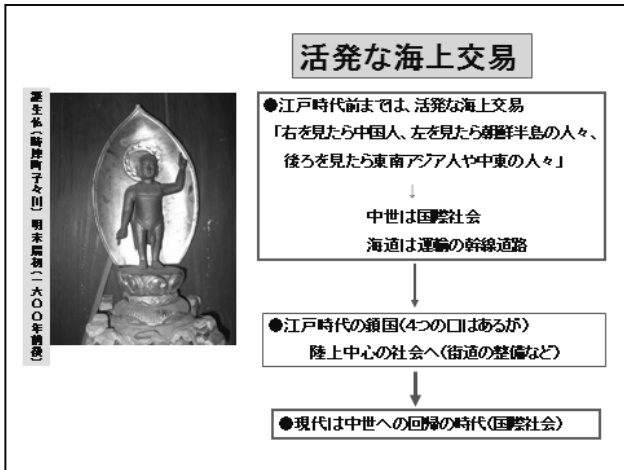 活発な海上交易
誕生仏(時津町子々川) 明末清初(一六〇〇年前後)
●江戸時代前までは、活発な海上交易
「右を見たら中国人、左を見たら朝鮮半島の人々、
後ろを見たら東南アジア人や中東の人々」
↓
中世は国際社会
海道は運輸の幹線道路
●江戸時代の鎖国(4つの口はあるが)
陸上中心の社会へ(街道の整備など)
●現代は中世への回帰の時代(国際社会)